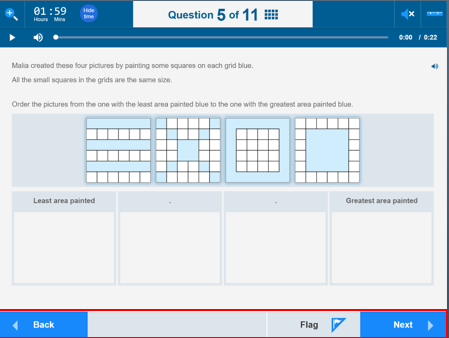 01:59
Hours Mins
Hide
time
Question 5 of 11
0:00 / 0:22
Malia created these four pictures by painting some squares on each grid blue.
All the small squares in the grids are the same size.
Order the pictures from the one with the least area painted blue to the one with the greatest area painted blue.
Least area painted . . Greatest area painted
Back Flag Next